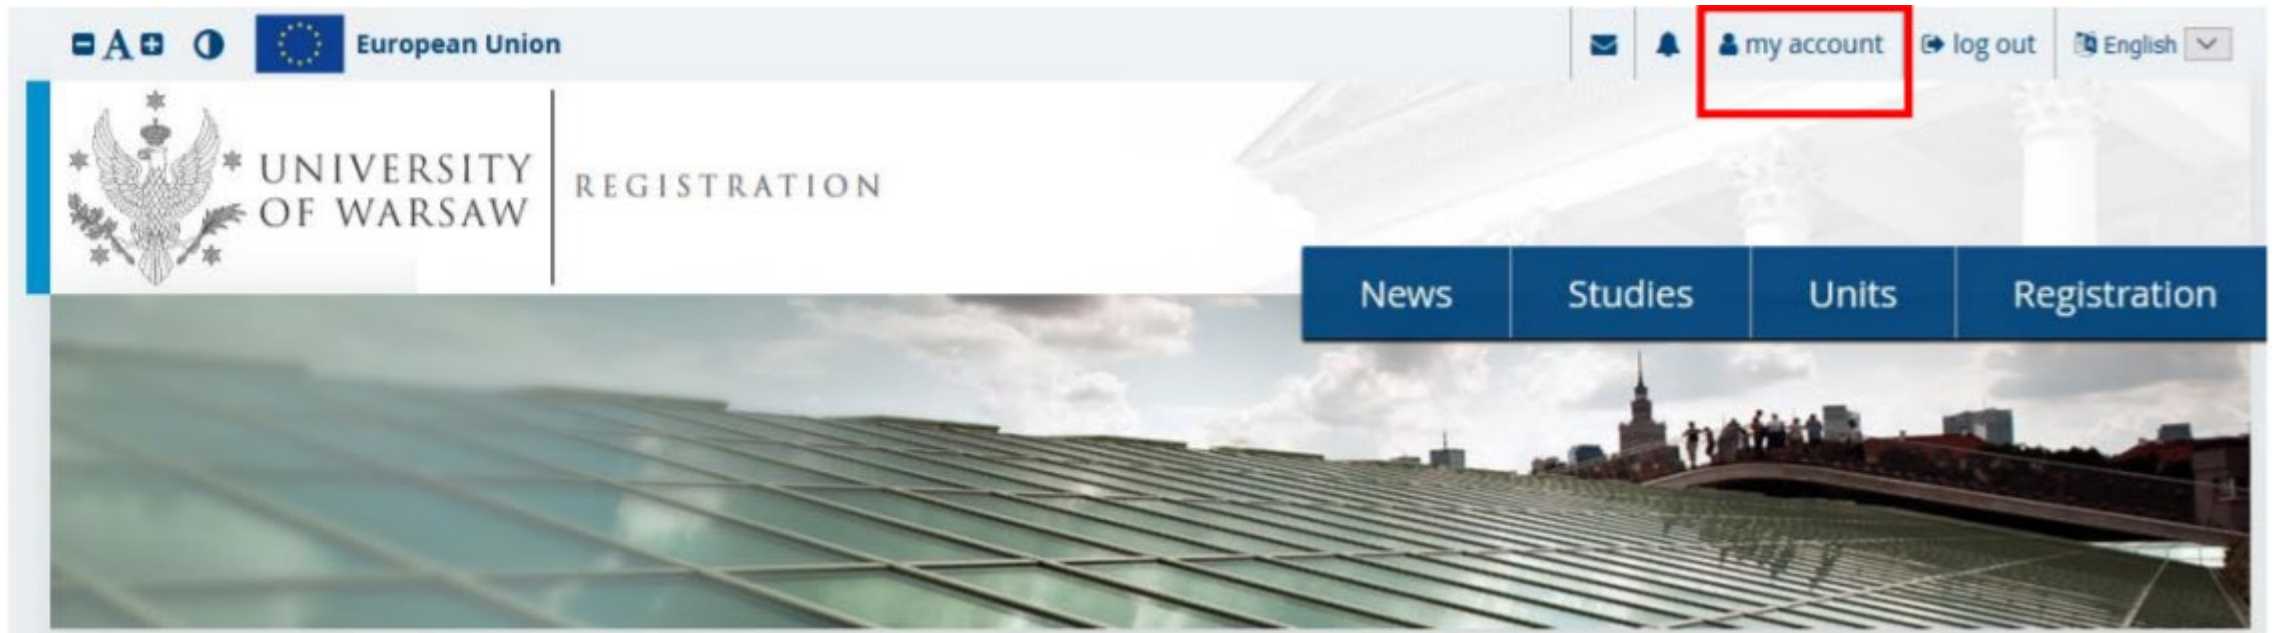 A European Union my account log out English
UNIVERSITY
OF WARSAW
REGISTRATION
News Studies Units Registration